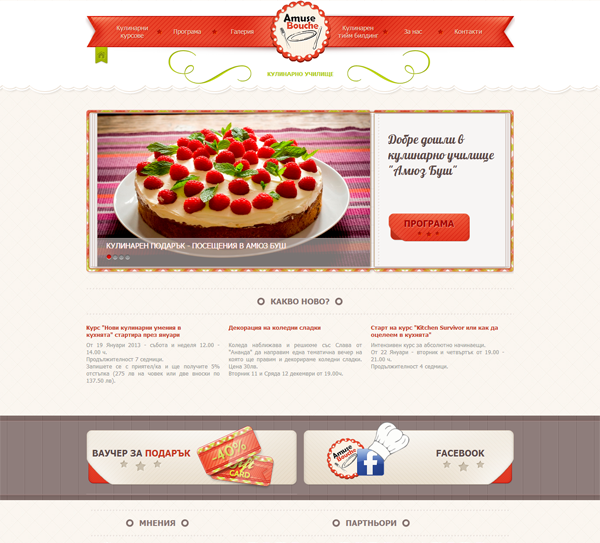 Кулинарни
курсове
Програма
Галерия
Amuse
Bouche
Кулинарен
тийм билдинг
За нас
Контакти
КУЛИНАРНО УЧИЛИЩЕ
Добре дошли в
кулинарно училище
"Амюз Буш"
ПРОГРАМА
КУЛИНАРЕН ПОДАРЪК - ПОСЕЩЕНИЯ В АМЮЗ БУШ
КАКВО НОВО?
Курс "Нови кулинарни умения в
кухнята" стартира през януари
От 19 Януари 2013 - събота и неделя 12.00 -
14.00 ч.
Продължителност 7 седмици.
Запишете се с приятел/ка и ще получите 5%
отстъпка (275 лв на човек или две вноски по
137.50 лв).
Декорация на коледни сладки
Коледа наближава и решихме със Слава от
"Ананда" да направим една тематична вечер на
която ще правим и декорираме коледни сладки.
Цена 30лв.
Вторник 11 и Сряда 12 декември от 19.00ч.
Старт на курс "Kitchen Survivor или как да
оцелеем в кухнята"
Интензивен курс за абсолютно начинаещи.
От 22 Януари - вторник и четвъртък от 19.00 -
21.00 ч.
Продължителност 4 седмици.
ВАУЧЕР ЗА ПОДАРЪК
-40%
Gift
CARD
Amuse
Bouche
f
FACEBOOK
МНЕНИЯ
ПАРТНЬОРИ